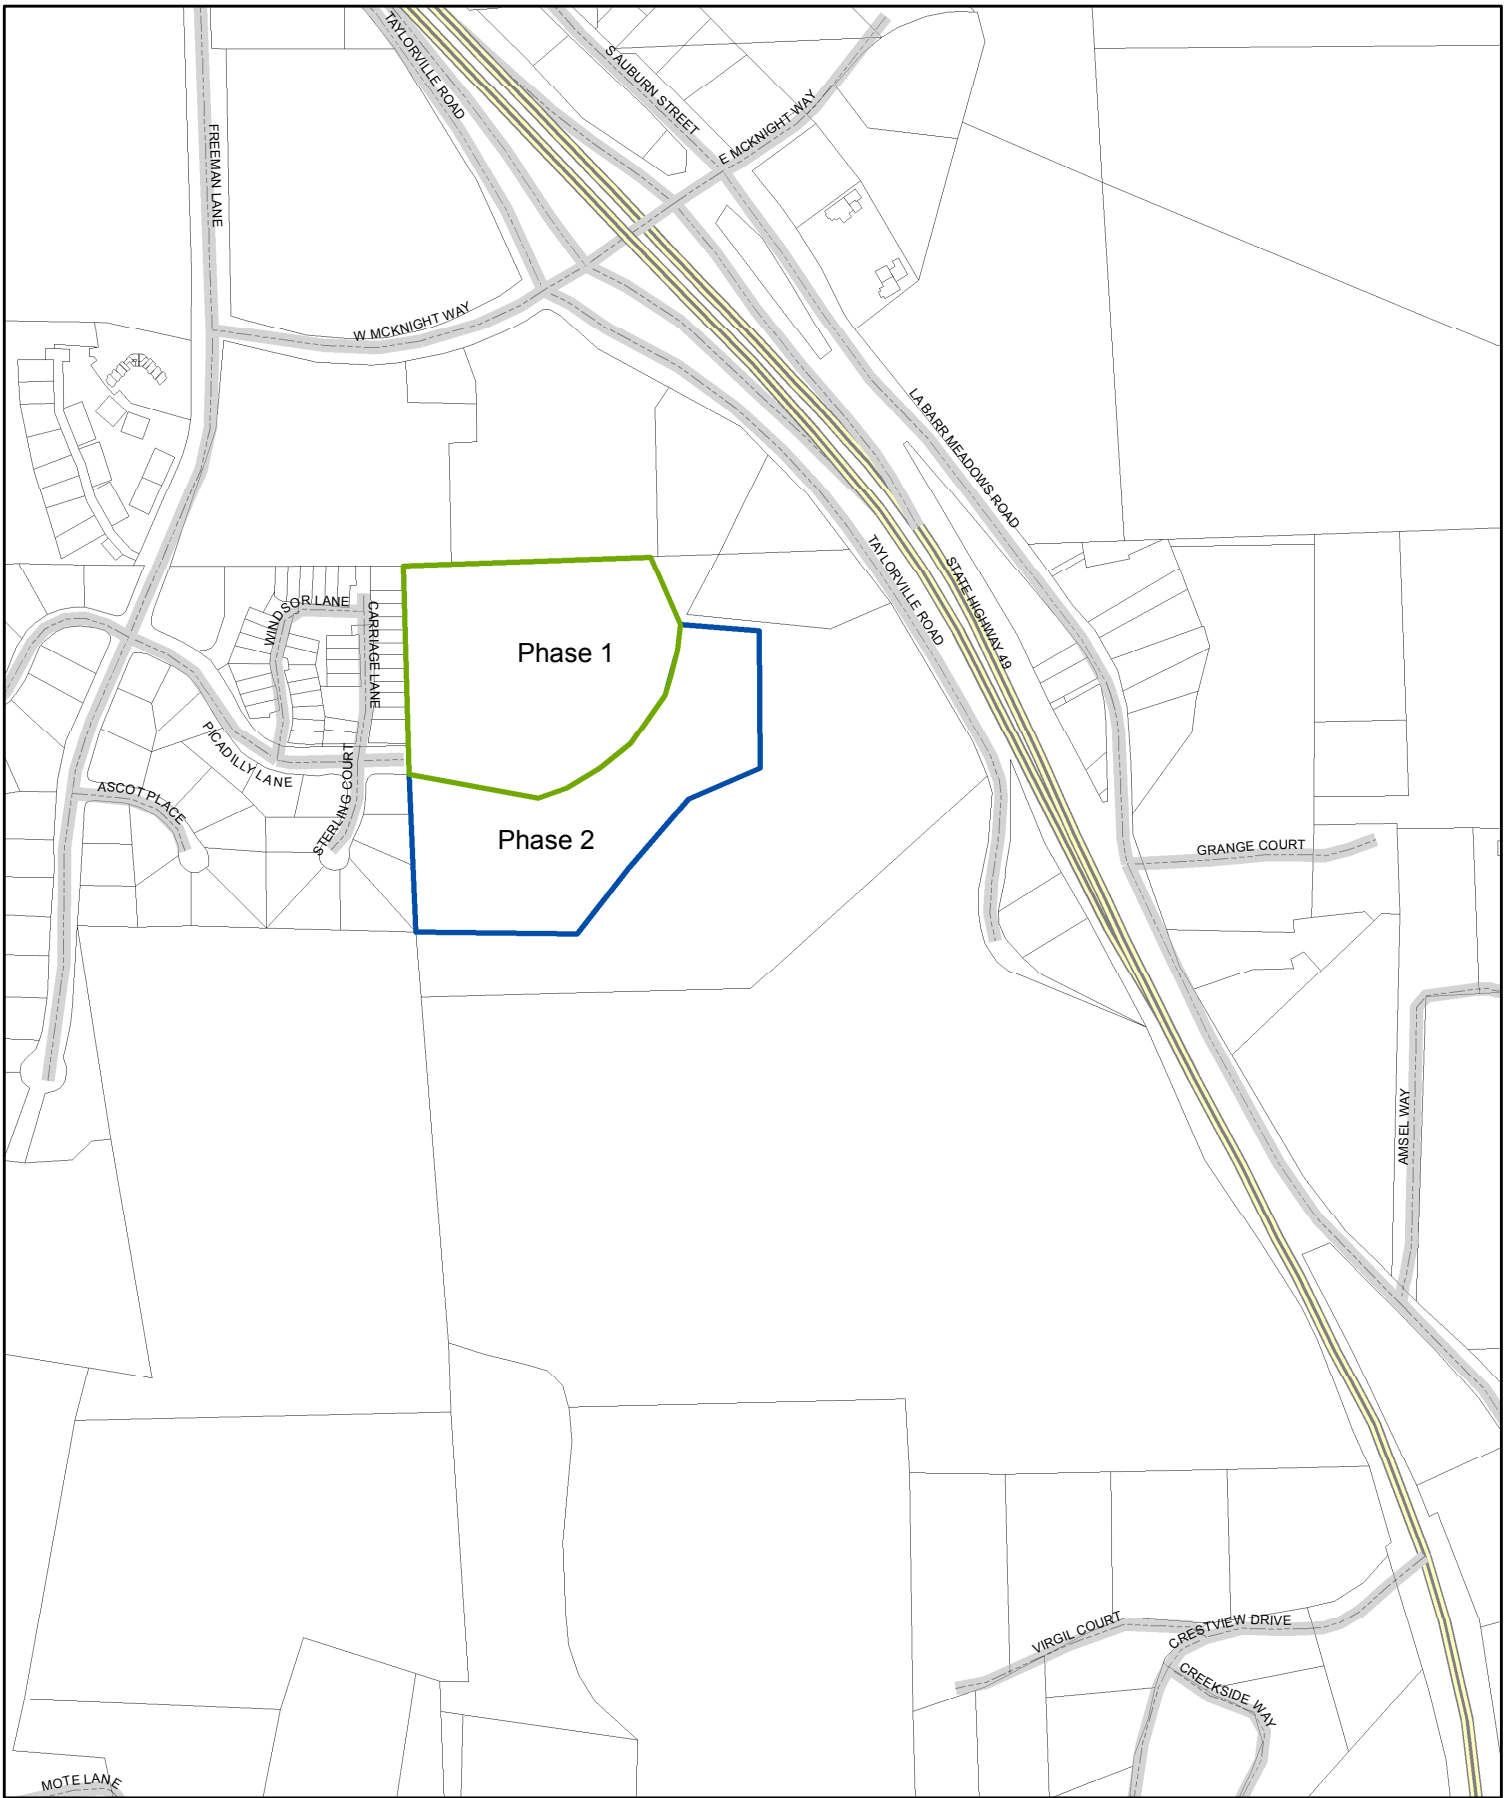 TAYLORVILLE ROAD
S AUBURN STREET
E MCKNIGHT WAY
FREEMAN LANE
W MCKNIGHT WAY
LA BARR MEADOWS ROAD
TAYLORVILLE ROAD
STATE HIGHWAY 49
WINDSOR LANE
CARRIAGE LANE
Phase 1
PICADILLY LANE
ASCOT PLACE
STERLING COURT
Phase 2
GRANGE COURT
AMSEL WAY
VIRGIL COURT
CRESTVIEW DRIVE
CREEKSIDE WAY
MOTE LANE